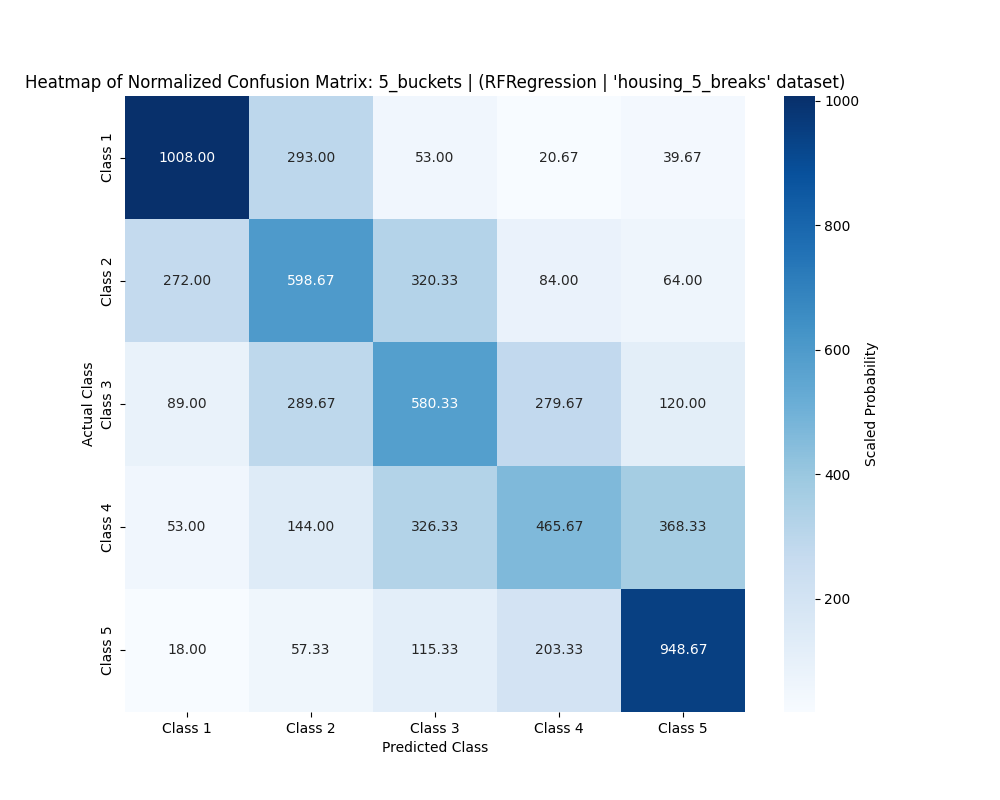 Heatmap of Normalized Confusion Matrix: 5_buckets | (RFRegression | 'housing_5_breaks' dataset)
Actual Class
Class 1
1008.00 293.00 53.00 20.67 39.67
Class 2
272.00 598.67 320.33 84.00 64.00
Class 3
89.00 289.67 580.33 279.67 120.00
Class 4
53.00 144.00 326.33 465.67 368.33
Class 5
18.00 57.33 115.33 203.33 948.67
Class 1 Class 2 Class 3 Class 4 Class 5
Predicted Class
1000
800
600
400
200
Scaled Probability